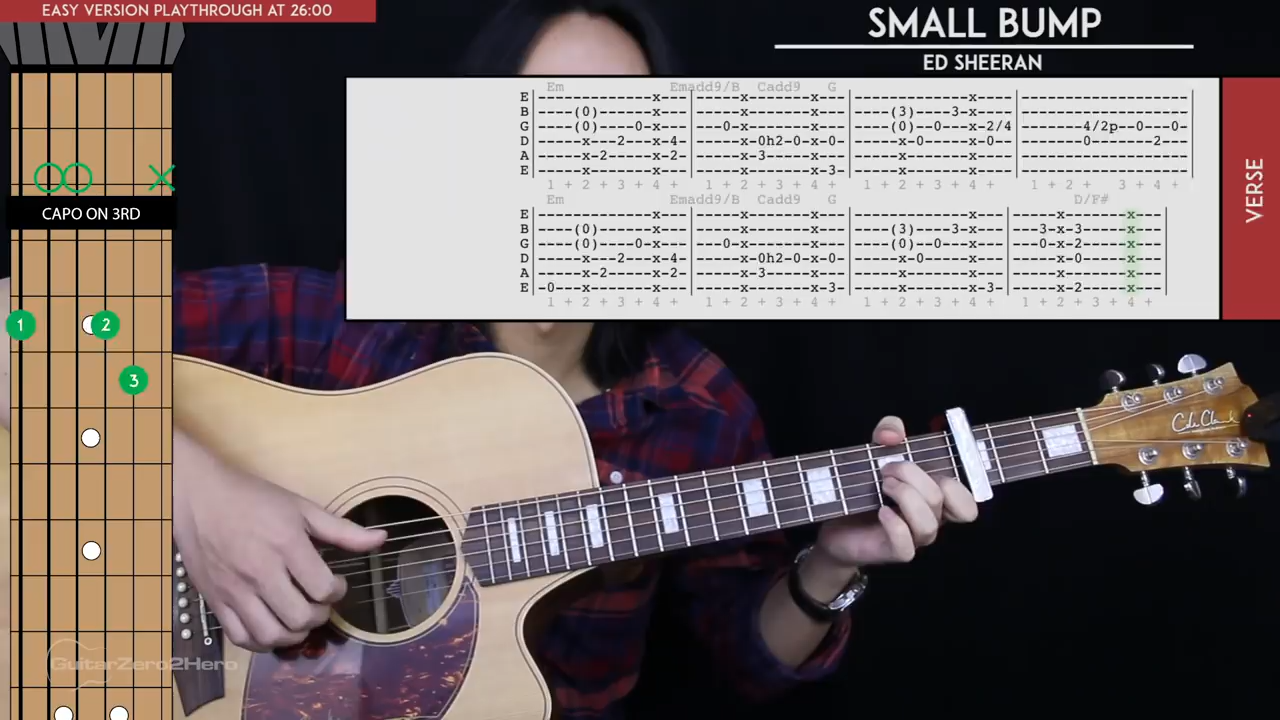 EASY VERSION PLAYTHROUGH AT 26:00
SMALL BUMP
ED SHEERAN
Em Emadd9/B Cadd9 G
E|-------------x---|-----x-------x---|-------------x---|-------------------|
B|----(0)------x---|-----x-------x---|----(3)---3-x---|-------------------|
G|----(0)---0-x---|---0-x-------x---|----(0)-0---x-2/4|-------4/2p--0---0-|
D|-----x---2---x-4-|-----x-0h2-0-x-0-|-----x-0-----x-0-|-------0-------2---|
A|-----x-2-----x-2-|-----x-3-----x---|-----x-------x---|-------------------|
E|-----x-------x---|-----x-------x-3-|-----x-------x---|-------------------|
1 + 2 + 3 + 4 + 1 + 2 + 3 + 4 + 1 + 2 + 3 + 4 + 1 + 2 + 3 + 4 +
Em Emadd9/B Cadd9 G D/F#
E|-------------x---|-----x-------x---|-------------x---|-----x-------x---|
B|----(0)------x---|-----x-------x---|----(3)---3-x---|---3-x-3-----x---|
G|----(0)---0-x---|---0-x-------x---|----(0)-0---x---|---0-x-2-----x---|
D|-----x---2---x-4-|-----x-0h2-0-x-0-|-----x-0-----x---|-----x-0-----x---|
A|-----x-2-----x-2-|-----x-3-----x---|-----x-------x---|-----x-------x---|
E|-0---x-------x---|-----x-------x-3-|-----x-------x-3-|-----x-2-----x---|
1 + 2 + 3 + 4 + 1 + 2 + 3 + 4 + 1 + 2 + 3 + 4 + 1 + 2 + 3 + 4 +
VERSE
CAPO ON 3RD
1 2
3
Cole Clark
GuitarZero2Hero